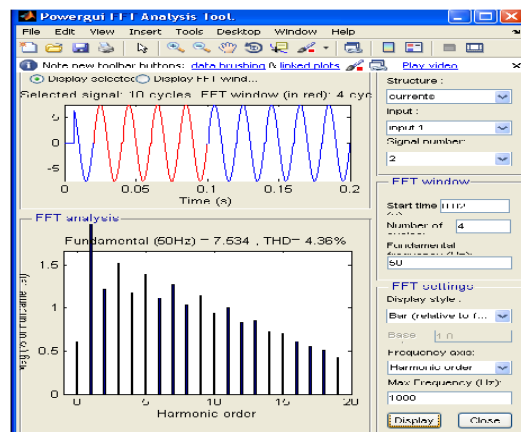 Powergui FFT Analysis Tool.
File Edit View Insert Tools Desktop Window Help
Note new toolbar buttons: data brushing & linked plots Play video
Display selected Display FFT wind...
Selected signal: 10 cycles. FFT window (in red): 4 cyc
5
0
-5
0 0.05 0.1 0.15 0.2
Time (s)
FFT analysis
Fundamental (50Hz) = 7.534 , THD= 4.36%
1.5
1
0.5
0
0 5 10 15 20
Harmonic order
Structure :
currents
Input :
input 1
Signal number:
2
FFT window
Start time 0.02
Number of 4
Fundamental
50
FFT settings
Display style :
Bar (relative to f...
Base 1.0
Frequency axis:
Harmonic order
Max Frequency (Hz):
1000
Display Close